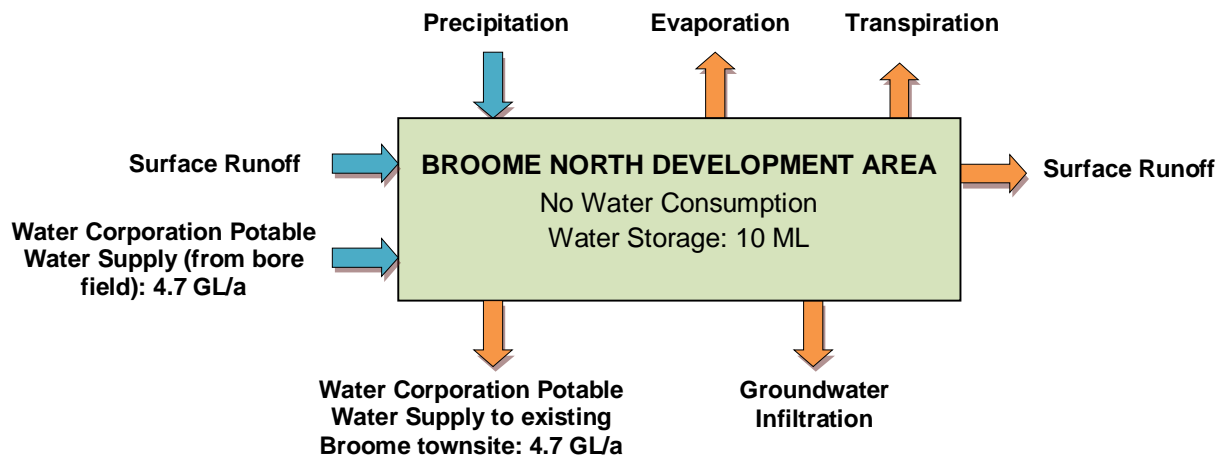 Precipitation
Evaporation
Transpiration
Surface Runoff
BROOME NORTH DEVELOPMENT AREA
No Water Consumption
Water Storage: 10 ML
Surface Runoff
Water Corporation Potable
Water Supply (from bore
field): 4.7 GL/a
Water Corporation Potable
Water Supply to existing
Broome townsite: 4.7 GL/a
Groundwater
Infiltration